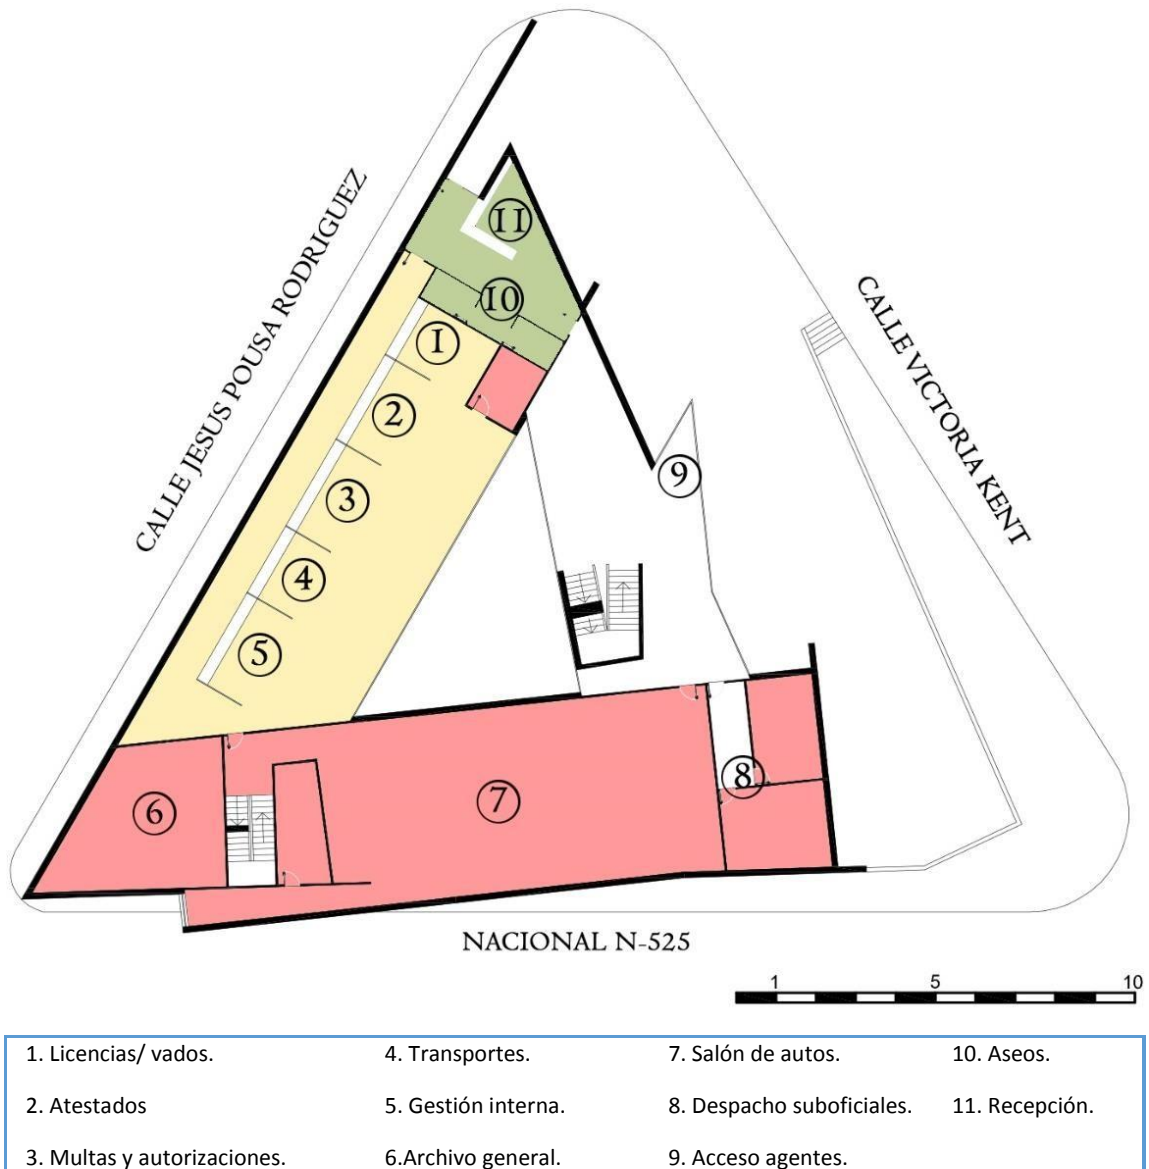 CALLE JESUS POUSA RODRIGUEZ
CALLE VICTORIA KENT
11
10
1
2
9
3
4
5
8
7
6
NACIONAL N-525
1 5 10
1. Licencias/ vados. 4. Transportes. 7. Salón de autos. 10. Aseos.
2. Atestados 5. Gestión interna. 8. Despacho suboficiales. 11. Recepción.
3. Multas y autorizaciones. 6.Archivo general. 9. Acceso agentes.